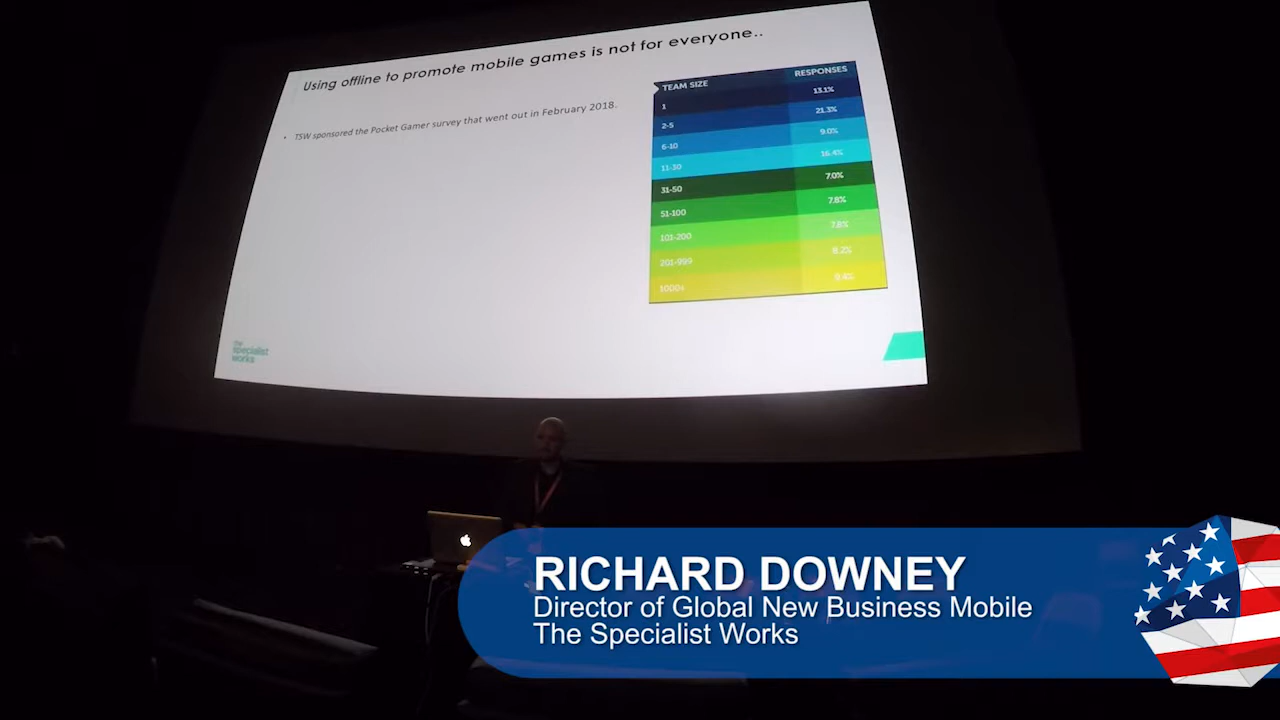 Using offline to promote mobile games is not for everyone..
• TSW sponsored the Pocket Gamer survey that went out in February 2018.
TEAM SIZE RESPONSES
1 13.1%
2-5 21.3%
6-10 9.0%
11-30 16.4%
31-50 7.0%
51-100 7.8%
101-200 7.8%
201-999 8.2%
1000+ 9.4%
the
specialist
works
RICHARD DOWNEY
Director of Global New Business Mobile
The Specialist Works